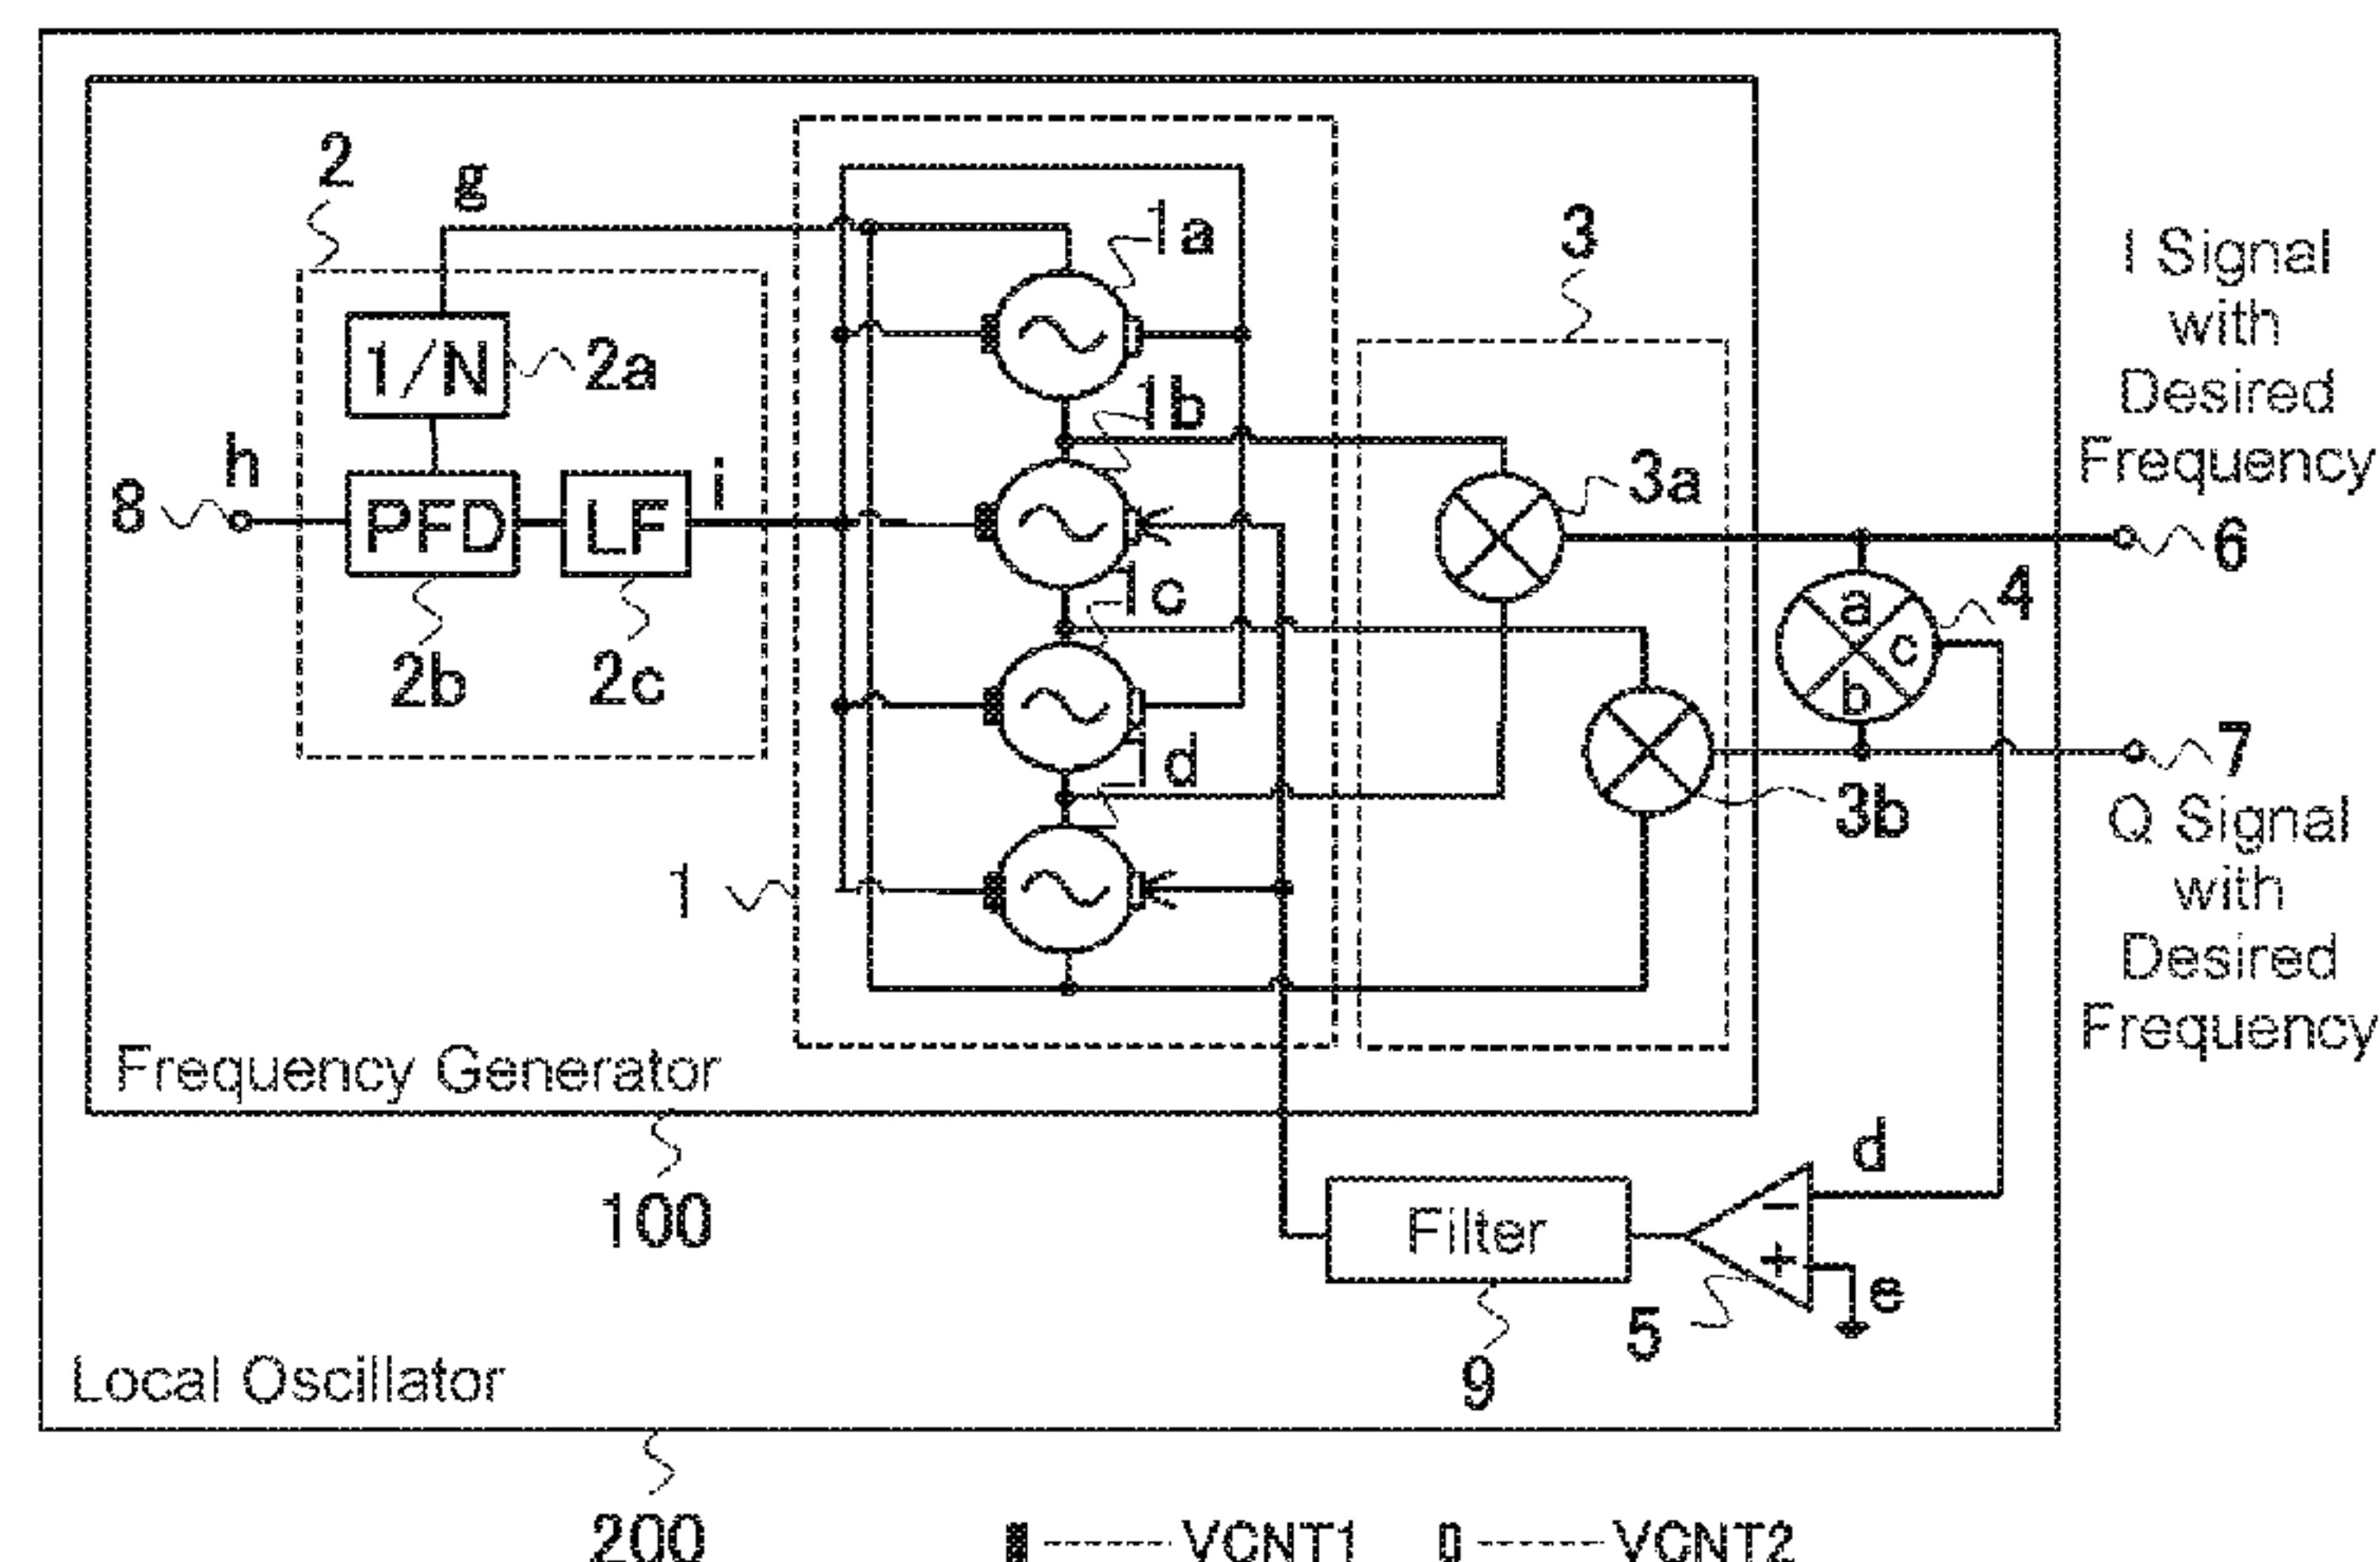 2
g
1a
3
I Signal
with
Desired
Frequency
1/N
2a
1b
h
i
3a
8
PFD
LF
6
1c
a
4
c
2b
2c
b
1d
7
3b
Q Signal
with
Desired
Frequency
1
Frequency Generator
d
100
Filter
−
+
e
5
Local Oscillator
9
200
VCNT1
VCNT2